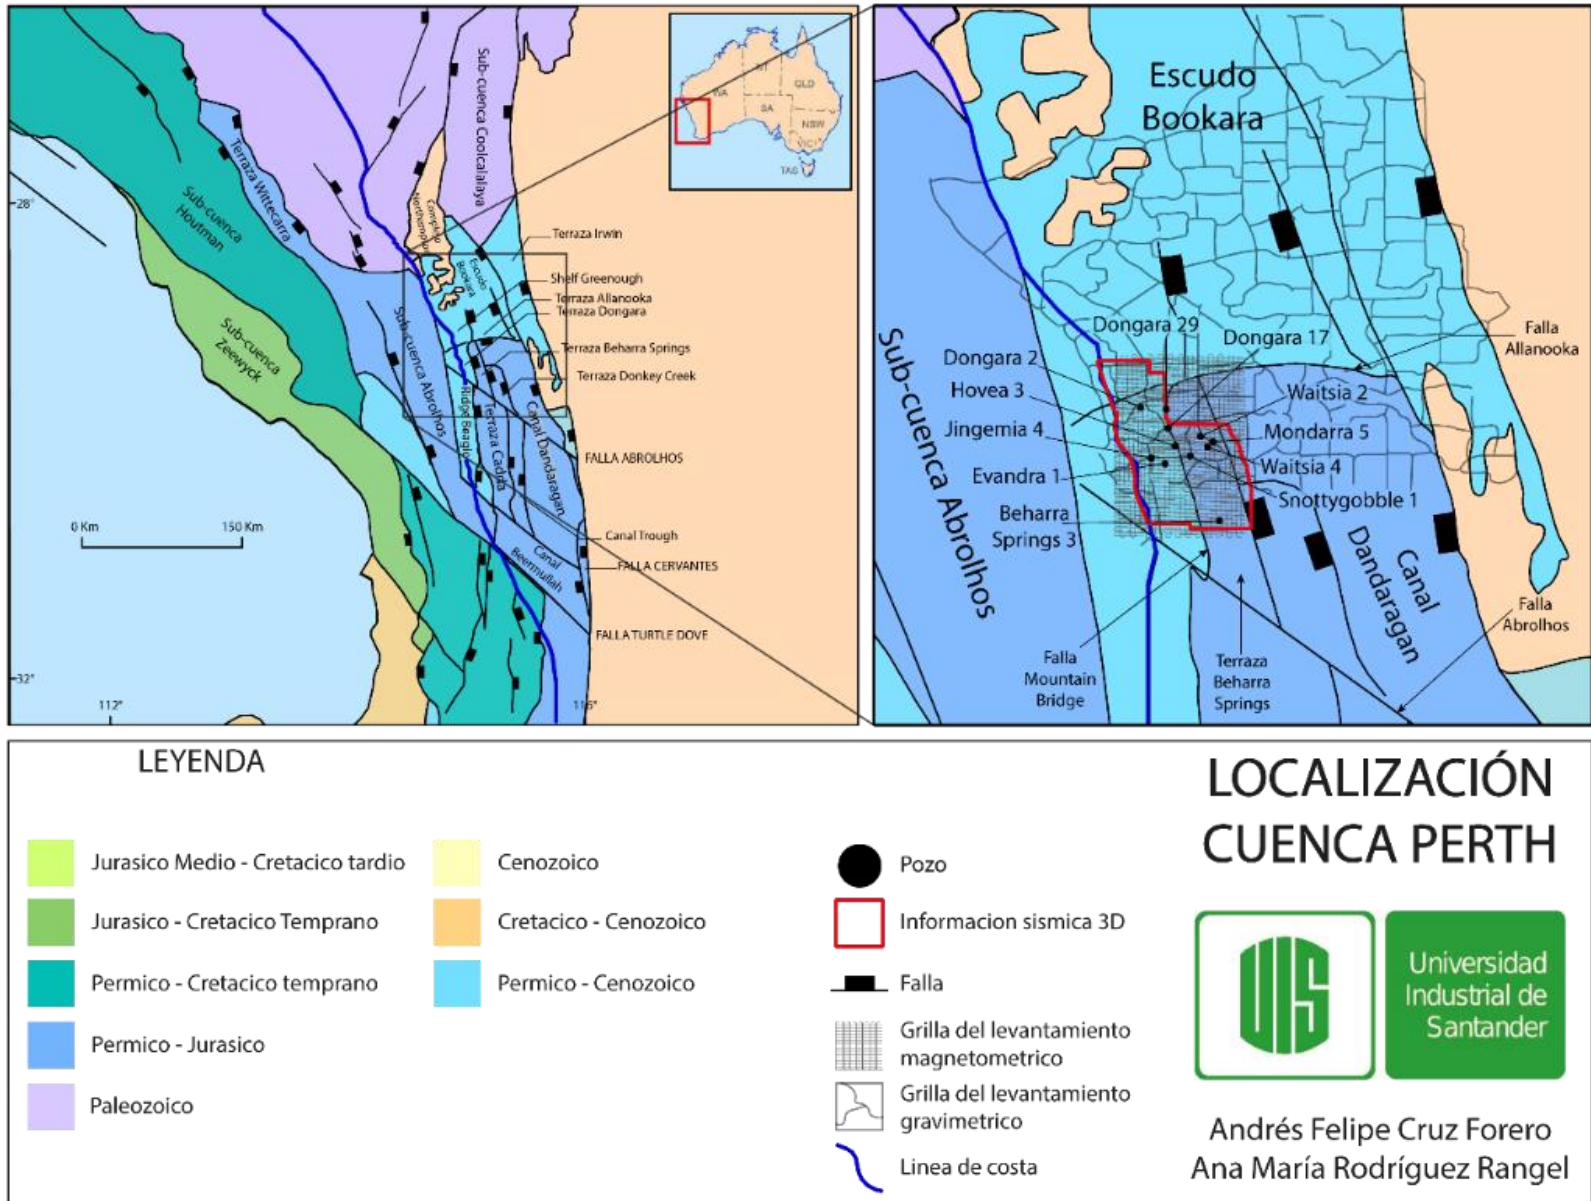 Sub-cuenca Coolcalalaya
Terraza Wittecarra
Sub-cuenca
Houtman
Complejo
Northampton
Escudo
Bookara
Sub-cuenca
Zeewyck
Sub-cuenca Abrolhos
Ridge Beagle
Terraza Cadda
Canal Dandaragan
Canal
Beermullah
Terraza Irwin
Shelf Greenough
Terraza Allanooka
Terraza Dongara
Terraza Beharra Springs
Terraza Donkey Creek
FALLA ABROLHOS
Canal Trough
FALLA CERVANTES
FALLA TURTLE DOVE
28°
32°
112°
116°
0 Km
150 Km
WA
NT
SA
QLD
NSW
VIC
TAS
Escudo
Bookara
Sub-cuenca Abrolhos
Dongara 29
Dongara 17
Dongara 2
Hovea 3
Jingemia 4
Evandra 1
Beharra
Springs 3
Waitsia 2
Mondarra 5
Waitsia 4
Snottygobble 1
Falla
Allanooka
Canal
Dandaragan
Falla
Abrolhos
Falla
Mountain
Bridge
Terraza
Beharra
Springs
LEYENDA
Jurasico Medio - Cretacico tardio
Jurasico - Cretacico Temprano
Permico - Cretacico temprano
Permico - Jurasico
Paleozoico
Cenozoico
Cretacico - Cenozoico
Permico - Cenozoico
Pozo
Informacion sismica 3D
Falla
Grilla del levantamiento
magnetometrico
Grilla del levantamiento
gravimetrico
Linea de costa
LOCALIZACIÓN
CUENCA PERTH
UIS
Universidad
Industrial de
Santander
Andrés Felipe Cruz Forero
Ana María Rodríguez Rangel